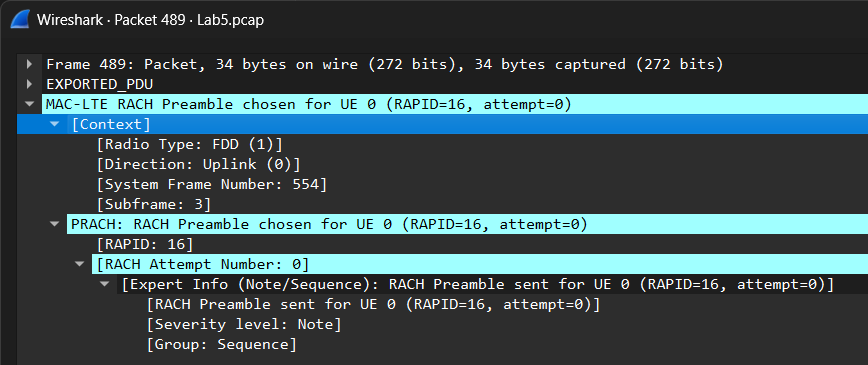 Wireshark · Packet 489 · Lab5.pcap
Frame 489: Packet, 34 bytes on wire (272 bits), 34 bytes captured (272 bits)
EXPORTED_PDU
MAC-LTE RACH Preamble chosen for UE 0 (RAPID=16, attempt=0)
[Context]
[Radio Type: FDD (1)]
[Direction: Uplink (0)]
[System Frame Number: 554]
[Subframe: 3]
PRACH: RACH Preamble chosen for UE 0 (RAPID=16, attempt=0)
[RAPID: 16]
[RACH Attempt Number: 0]
[Expert Info (Note/Sequence): RACH Preamble sent for UE 0 (RAPID=16, attempt=0)]
[RACH Preamble sent for UE 0 (RAPID=16, attempt=0)]
[Severity level: Note]
[Group: Sequence]